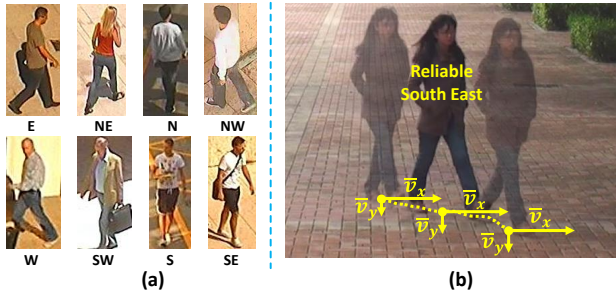 E NE N NW
W SW S SE
(a)
Reliable
South East
v̅x
v̅y
v̅x
v̅y
v̅x
v̅y
(b)